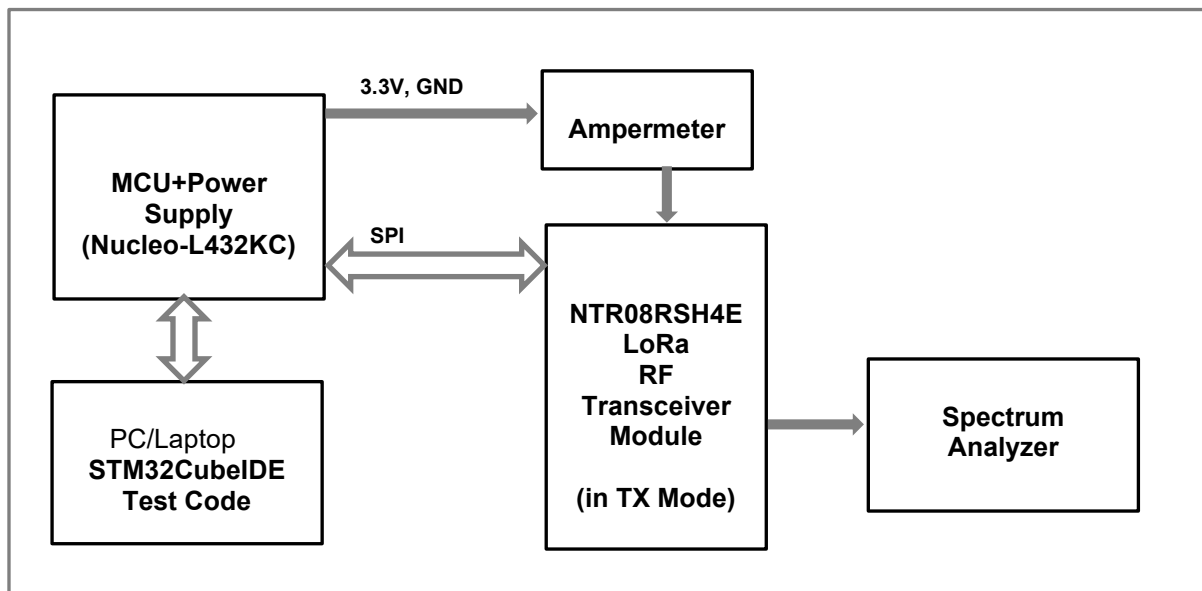 3.3V, GND
Ampermeter
MCU+Power
Supply
(Nucleo-L432KC)
SPI
NTR08RSH4E
LoRa
RF
Transceiver
Module
(in TX Mode)
PC/Laptop
STM32CubeIDE
Test Code
Spectrum
Analyzer